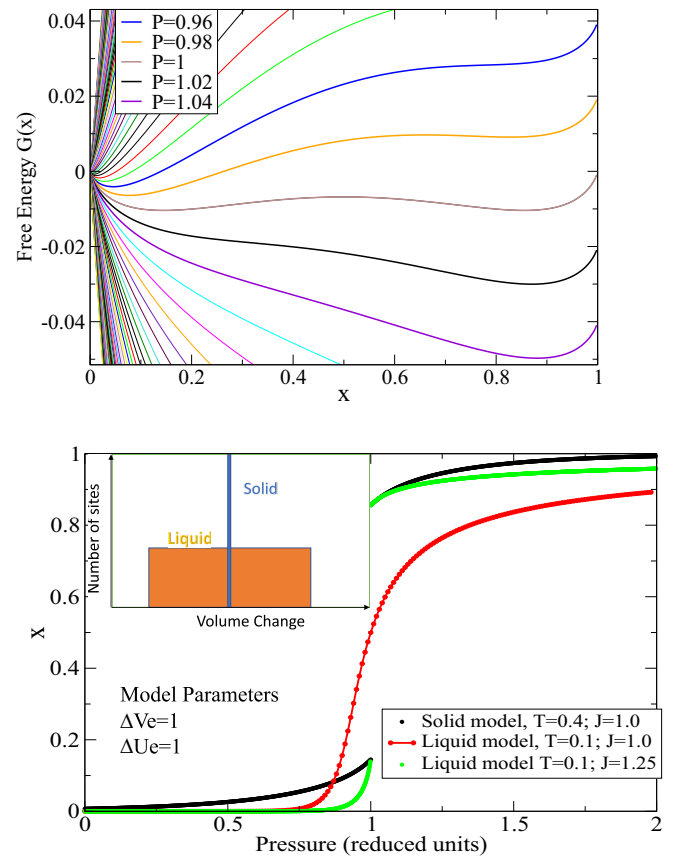 0.04
0.02
0
-0.02
-0.04
Free Energy G(x)
P=0.96
P=0.98
P=1
P=1.02
P=1.04
0 0.2 0.4 0.6 0.8 1
x
1
0.8
0.6
0.4
0.2
0
x
Number of sites
Solid
Liquid
Volume Change
Model Parameters
ΔVe=1
ΔUe=1
Solid model, T=0.4; J=1.0
Liquid model, T=0.1; J=1.0
Liquid model T=0.1; J=1.25
0 0.5 1 1.5 2
Pressure (reduced units)